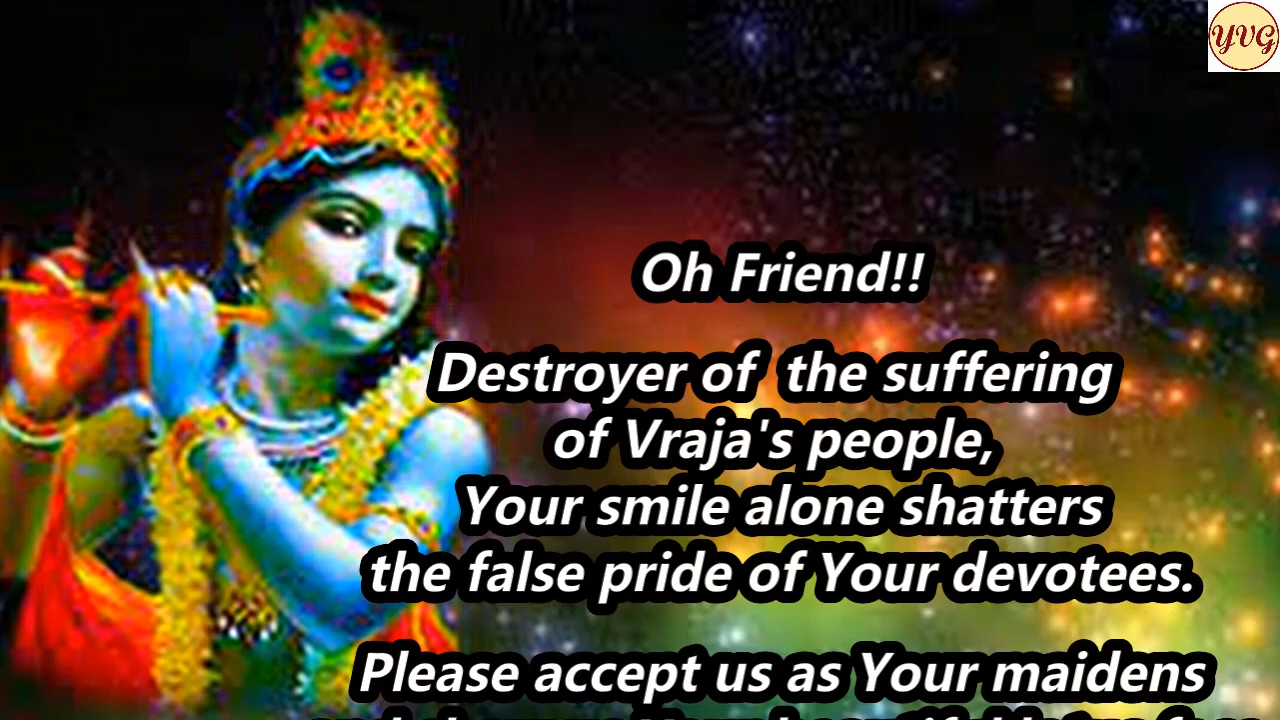 YVG
Oh Friend!!
Destroyer of the suffering
of Vraja's people,
Your smile alone shatters
the false pride of Your devotees.
Please accept us as Your maidens